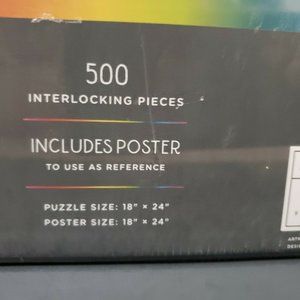 500
INTERLOCKING PIECES
INCLUDES POSTER
TO USE AS REFERENCE
PUZZLE SIZE: 18" × 24"
POSTER SIZE: 18" × 24"